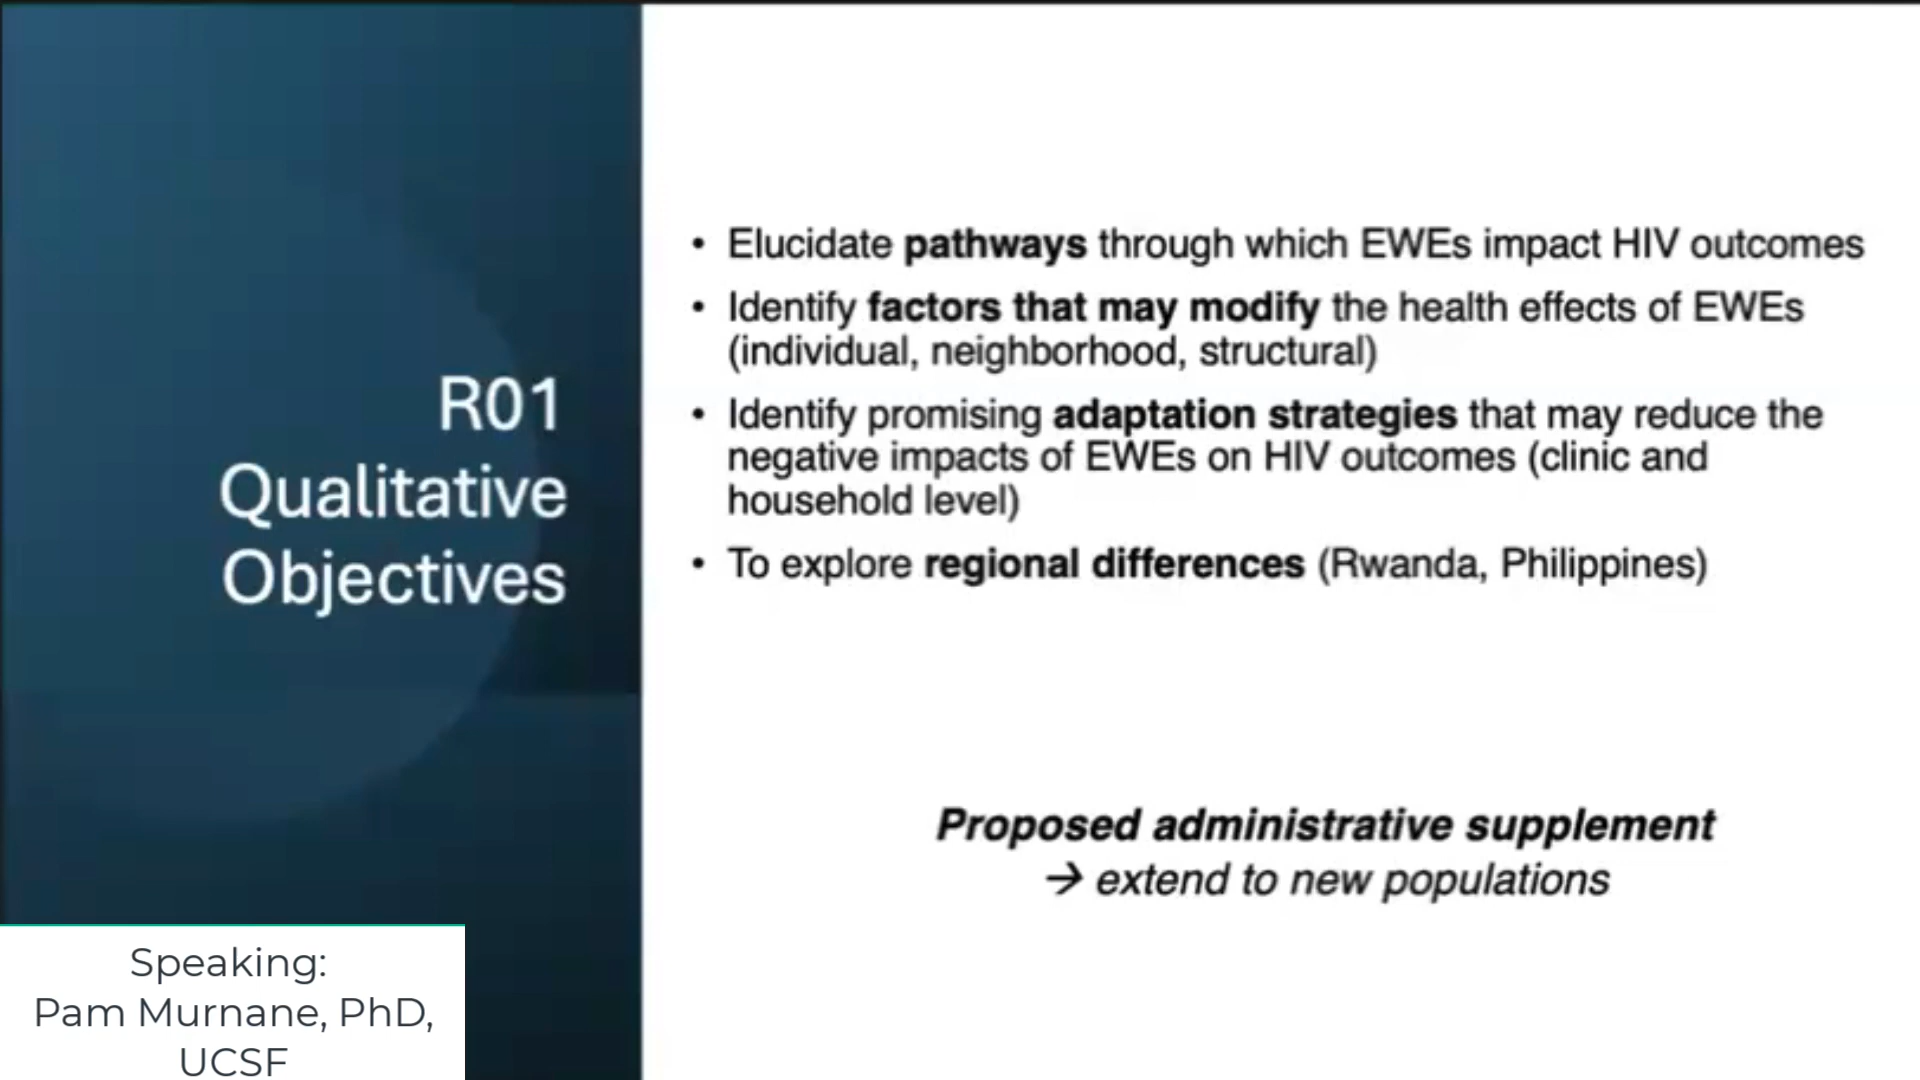 R01
Qualitative
Objectives
• Elucidate pathways through which EWEs impact HIV outcomes
• Identify factors that may modify the health effects of EWEs
(individual, neighborhood, structural)
• Identify promising adaptation strategies that may reduce the
negative impacts of EWEs on HIV outcomes (clinic and
household level)
• To explore regional differences (Rwanda, Philippines)
Proposed administrative supplement
→ extend to new populations
Speaking:
Pam Murnane, PhD,
UCSF